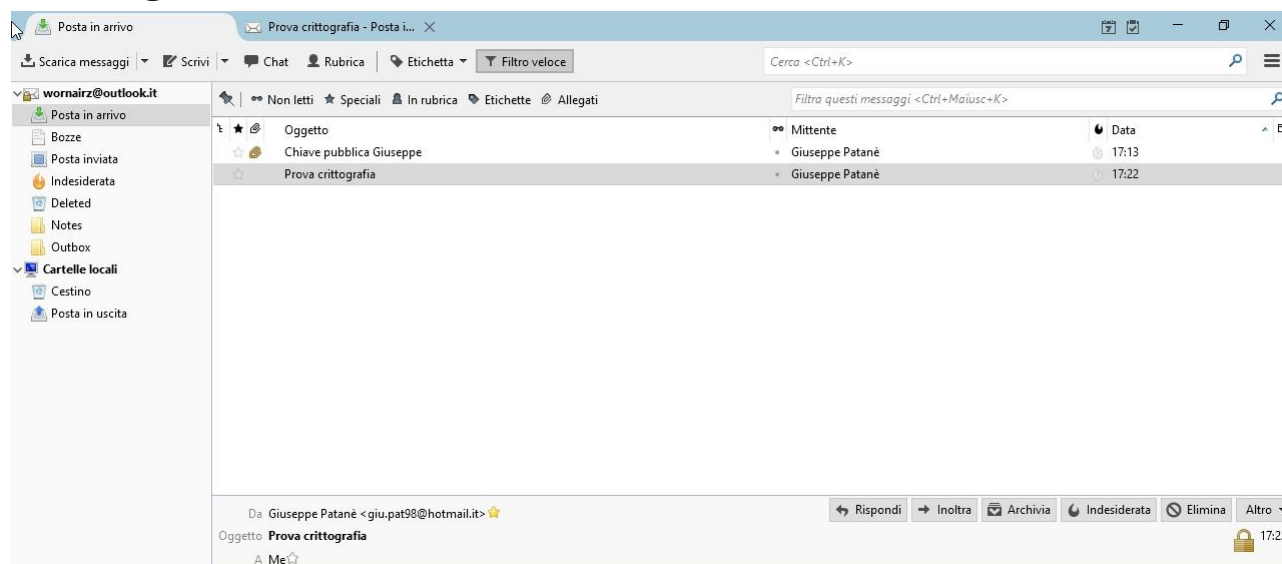 Posta in arrivo Prova crittografia - Posta i...
Scarica messaggi Scrivi Chat Rubrica Etichetta Filtro veloce Cerca <Ctrl+K>
wornairz@outlook.it
Non letti Speciali In rubrica Etichette Allegati Filtra questi messaggi <Ctrl+Maiusc+K>
Posta in arrivo
Bozze
Posta inviata
Indesiderata
Deleted
Notes
Outbox
Cartelle locali
Cestino
Posta in uscita
Oggetto Mittente Data
Chiave pubblica Giuseppe Giuseppe Patanè 17:13
Prova crittografia Giuseppe Patanè 17:22
Da Giuseppe Patanè <giu.pat98@hotmail.it> Rispondi Inoltra Archivia Indesiderata Elimina Altro
Oggetto Prova crittografia 17:2
A Me